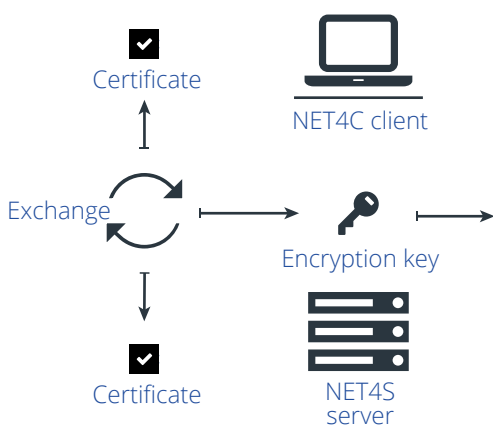 Certificate
NET4C client
Exchange
Encryption key
Certificate
NET4S
server